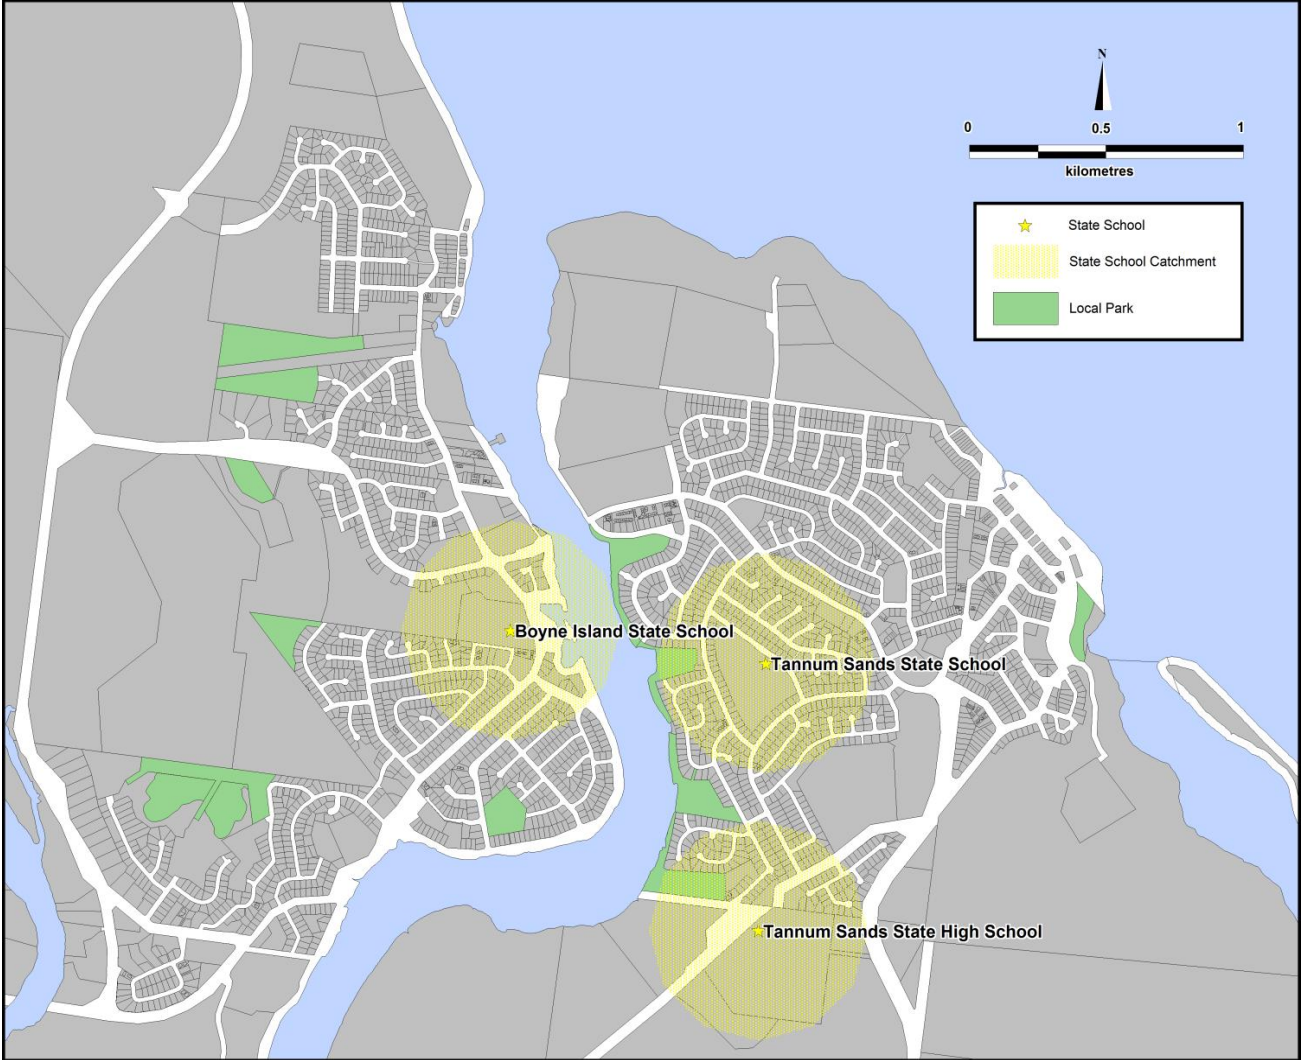 N
0 0.5 1
kilometres
State School
State School Catchment
Local Park
Boyne Island State School
Tannum Sands State School
Tannum Sands State High School